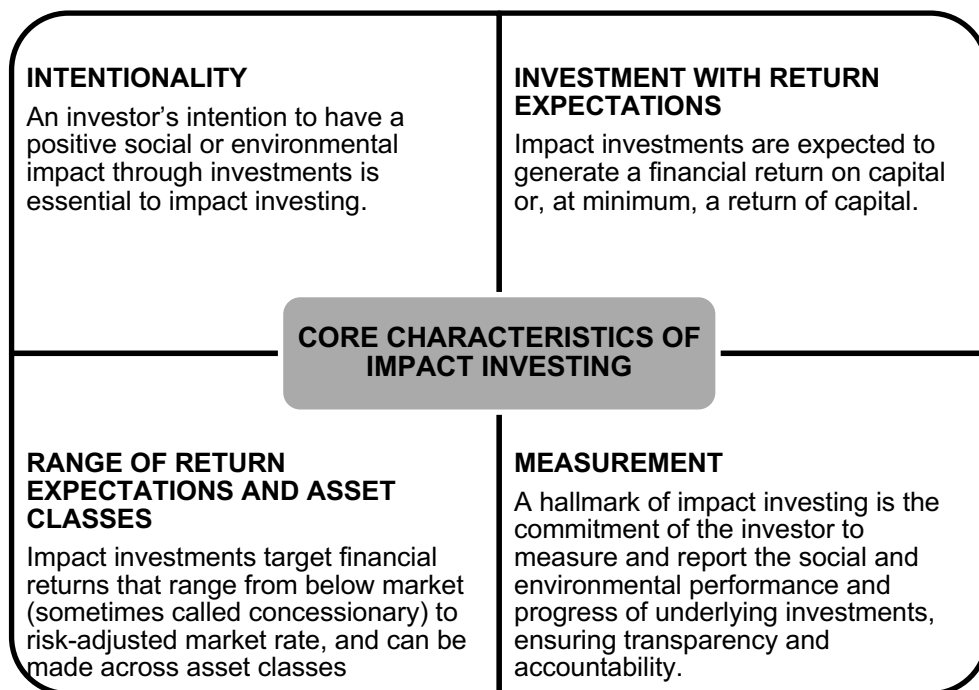 INTENTIONALITY
An investor’s intention to have a
positive social or environmental
impact through investments is
essential to impact investing.
INVESTMENT WITH RETURN
EXPECTATIONS
Impact investments are expected to
generate a financial return on capital
or, at minimum, a return of capital.
CORE CHARACTERISTICS OF
IMPACT INVESTING
RANGE OF RETURN
EXPECTATIONS AND ASSET
CLASSES
Impact investments target financial
returns that range from below market
(sometimes called concessionary) to
risk-adjusted market rate, and can be
made across asset classes
MEASUREMENT
A hallmark of impact investing is the
commitment of the investor to
measure and report the social and
environmental performance and
progress of underlying investments,
ensuring transparency and
accountability.